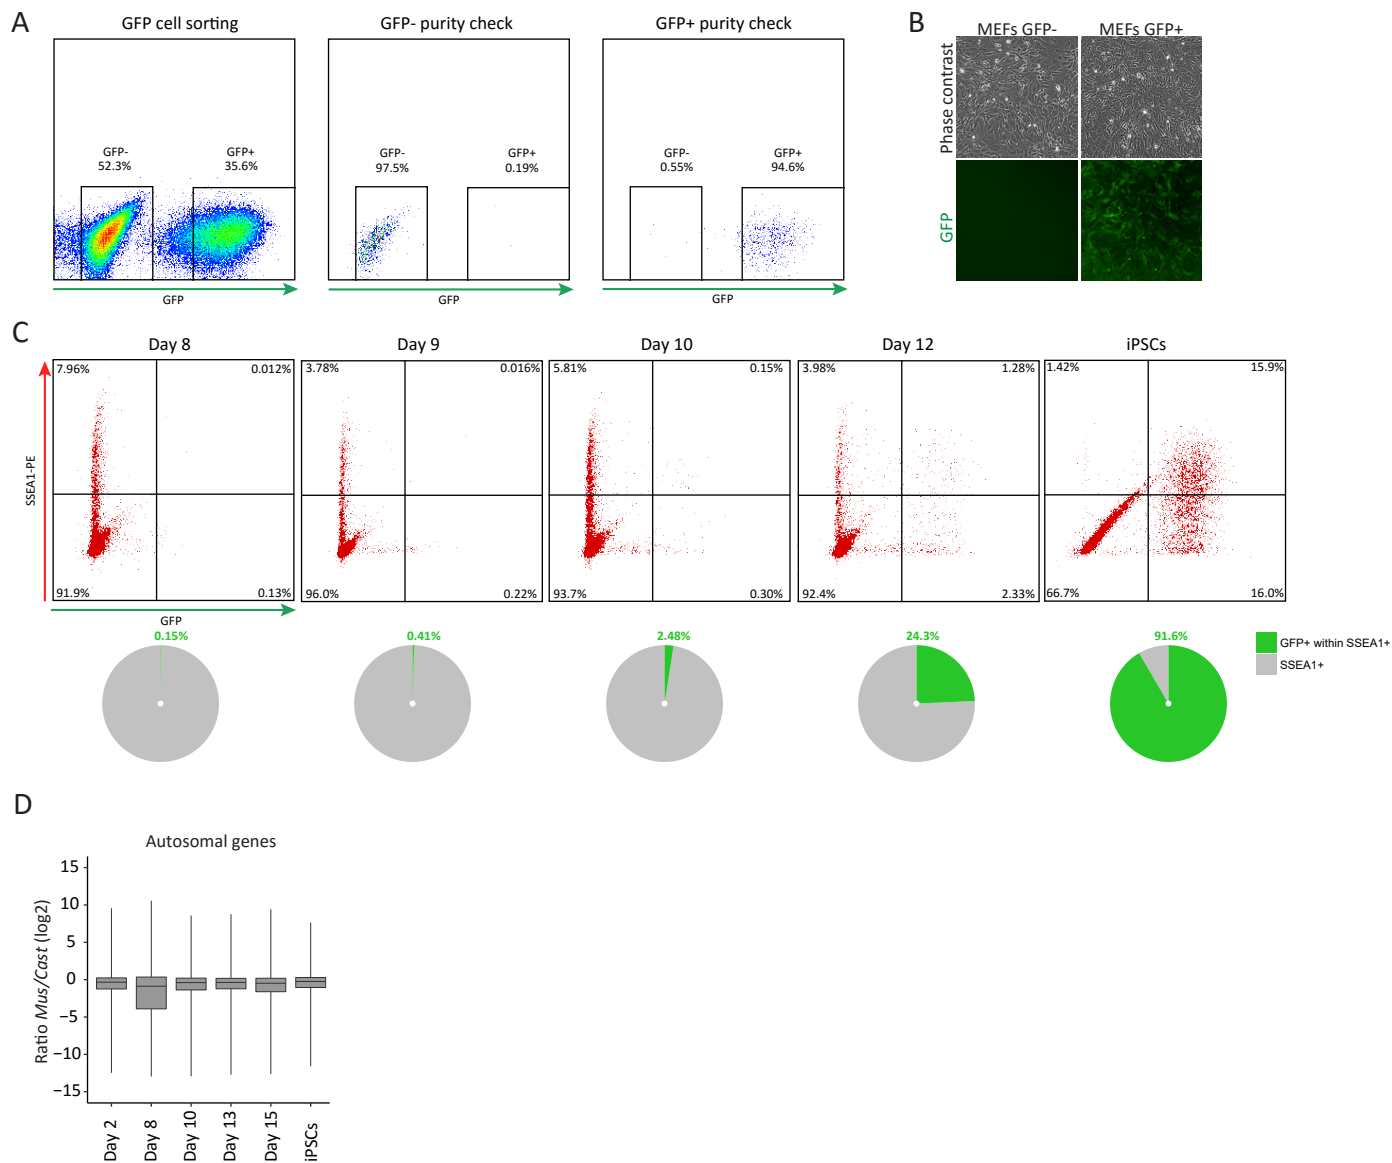 A
GFP cell sorting
GFP- purity check
GFP+ purity check
GFP-
52.3%
GFP+
35.6%
GFP-
97.5%
GFP+
0.19%
GFP-
0.55%
GFP+
94.6%
GFP
GFP
GFP
B
MEFs GFP-
MEFs GFP+
Phase contrast
GFP
C
Day 8
Day 9
Day 10
Day 12
iPSCs
7.96%
0.012%
3.78%
0.016%
5.81%
0.15%
3.98%
1.28%
1.42%
15.9%
SSEA1-PE
91.9%
0.13%
96.0%
0.22%
93.7%
0.30%
92.4%
2.33%
66.7%
16.0%
GFP
0.15%
0.41%
2.48%
24.3%
91.6%
GFP+ within SSEA1+
SSEA1+
D
Autosomal genes
Ratio Mus/Cast (log2)
15
10
5
0
−5
−10
−15
Day 2
Day 8
Day 10
Day 13
Day 15
iPSCs